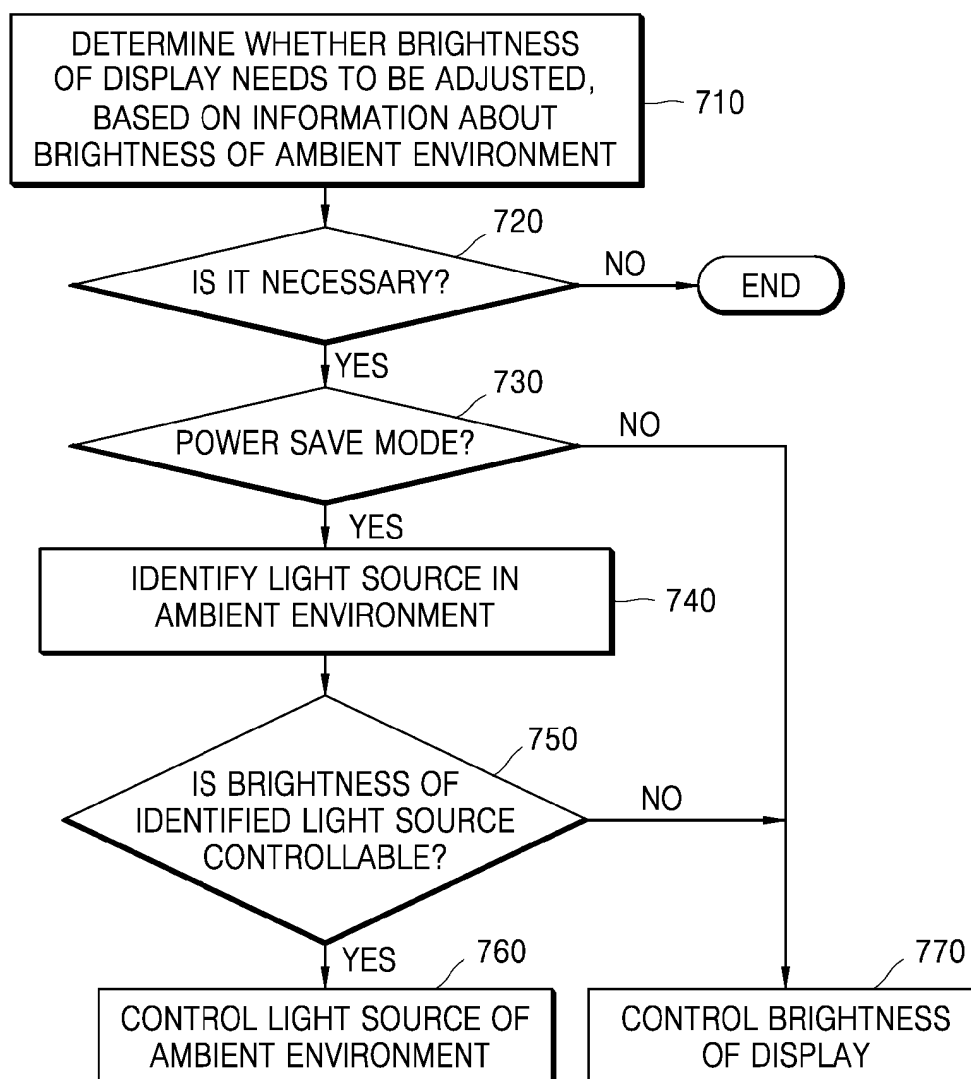 DETERMINE WHETHER BRIGHTNESS
OF DISPLAY NEEDS TO BE ADJUSTED,
BASED ON INFORMATION ABOUT
BRIGHTNESS OF AMBIENT ENVIRONMENT
710
720
IS IT NECESSARY?
NO
END
YES
730
POWER SAVE MODE?
NO
YES
IDENTIFY LIGHT SOURCE IN
AMBIENT ENVIRONMENT
740
750
IS BRIGHTNESS OF
IDENTIFIED LIGHT SOURCE
CONTROLLABLE?
NO
YES
760
CONTROL LIGHT SOURCE OF
AMBIENT ENVIRONMENT
770
CONTROL BRIGHTNESS
OF DISPLAY